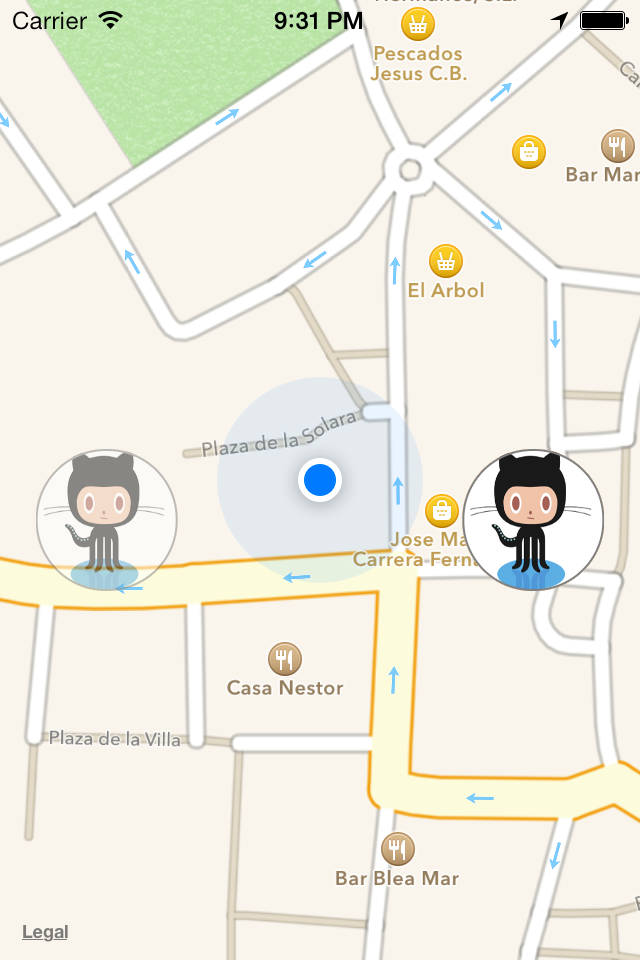 Carrier
9:31 PM
Pescados
Jesus C.B.
Bar Mar
El Arbol
Plaza de la Solara
Jose Ma
Carrera Ferna
Casa Nestor
Plaza de la Villa
Bar Blea Mar
Legal